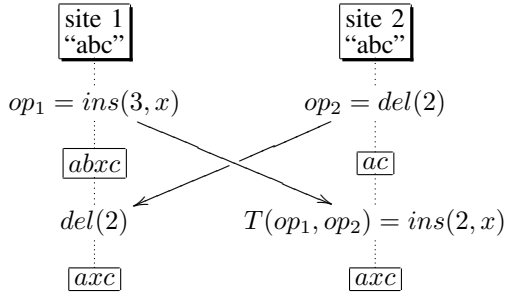 site 1
“abc”
site 2
“abc”
op₁ = ins(3, x)
op₂ = del(2)
abxc
ac
del(2)
T(op₁, op₂) = ins(2, x)
axc
axc